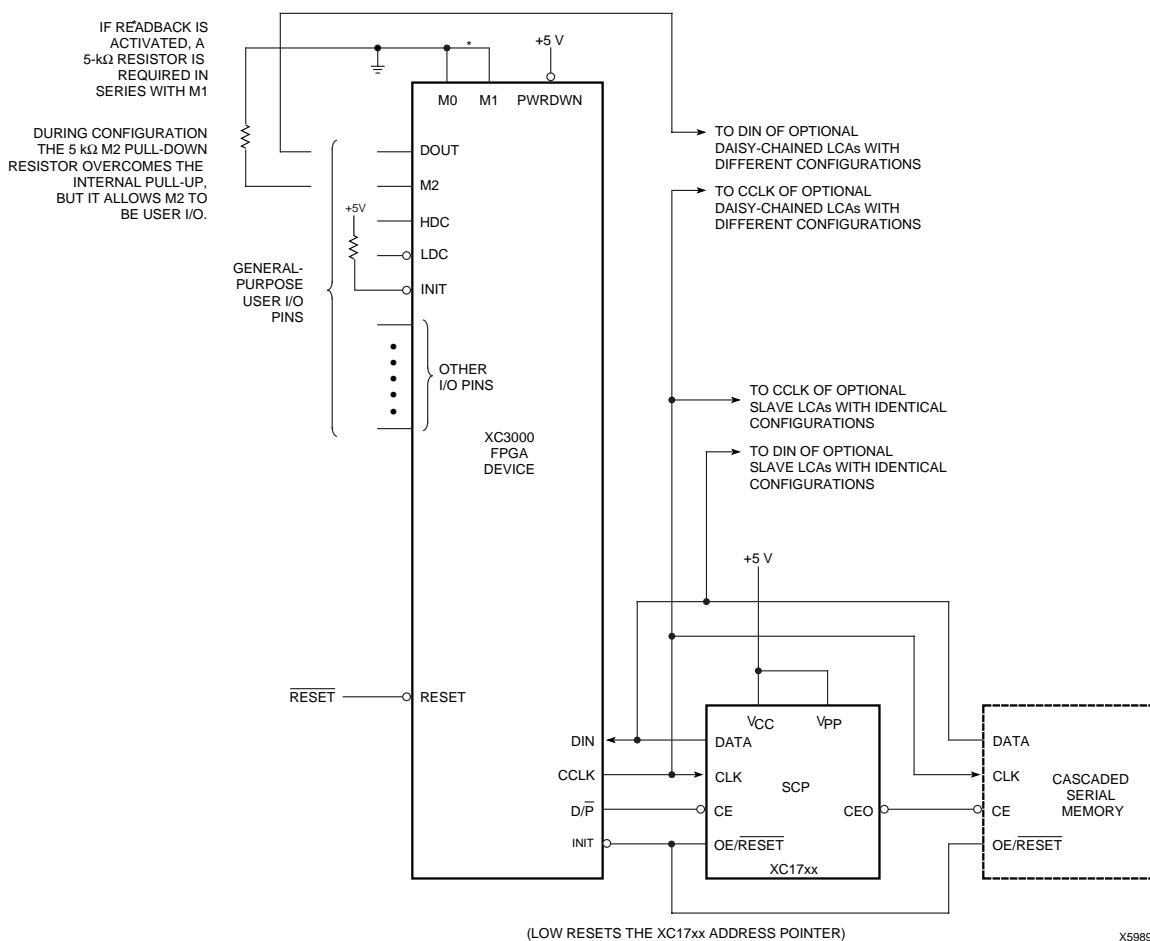 IF RE*ADBACK IS
ACTIVATED, A
5-kΩ RESISTOR IS
REQUIRED IN
SERIES WITH M1
*
+5 V
M0 M1 PWRDWN
DURING CONFIGURATION
THE 5 kΩ M2 PULL-DOWN
RESISTOR OVERCOMES THE
INTERNAL PULL-UP,
BUT IT ALLOWS M2 TO
BE USER I/O.
+5V
GENERAL-
PURPOSE
USER I/O
PINS
DOUT
M2
HDC
LDC
INIT
OTHER
I/O PINS
XC3000
FPGA
DEVICE
TO DIN OF OPTIONAL
DAISY-CHAINED LCAs WITH
DIFFERENT CONFIGURATIONS
TO CCLK OF OPTIONAL
DAISY-CHAINED LCAs WITH
DIFFERENT CONFIGURATIONS
TO CCLK OF OPTIONAL
SLAVE LCAs WITH IDENTICAL
CONFIGURATIONS
TO DIN OF OPTIONAL
SLAVE LCAs WITH IDENTICAL
CONFIGURATIONS
+5 V
RESET
RESET
DIN
CCLK
D/P
INIT
VCC VPP
DATA
CLK
SCP
CE
CEO
OE/RESET
XC17xx
DATA
CLK
CE
OE/RESET
CASCADED
SERIAL
MEMORY
(LOW RESETS THE XC17xx ADDRESS POINTER)
X5989